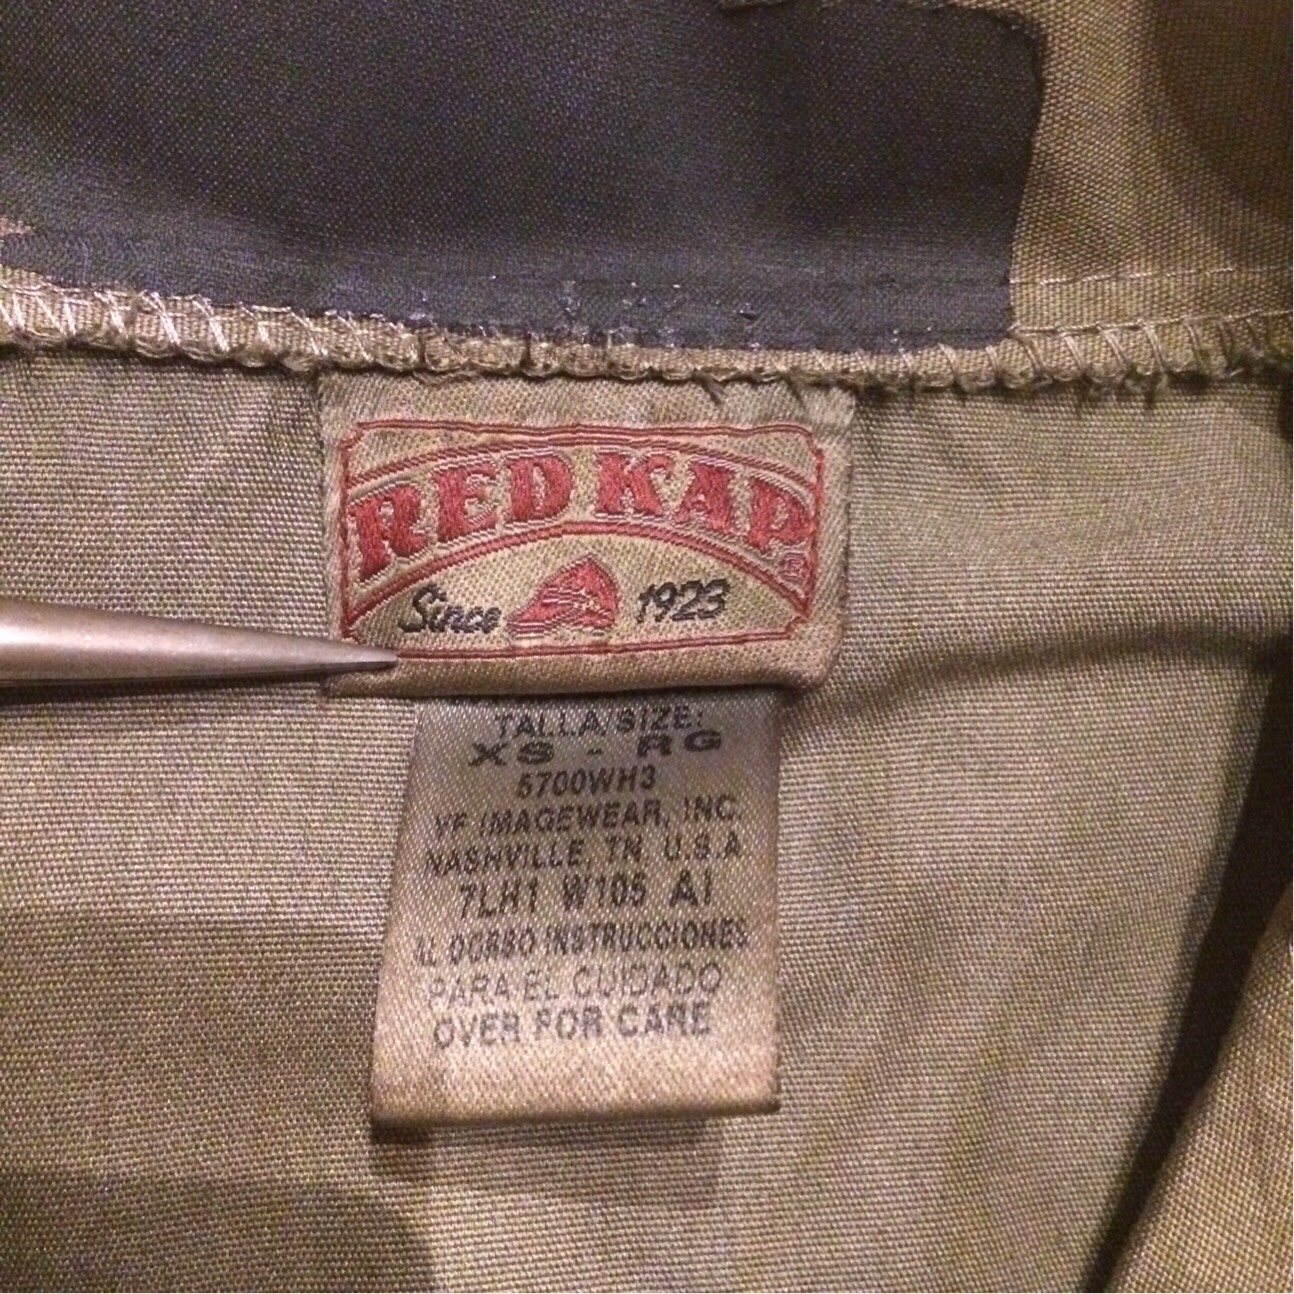 RED KAP®
Since 1923
TALLA/SIZE:
XS - RG
5700WH3
VF IMAGEWEAR, INC.
NASHVILLE, TN U.S.A
7LH1 W105 AI
DORSO INSTRUCCIONES
PARA EL CUIDADO
OVER FOR CARE